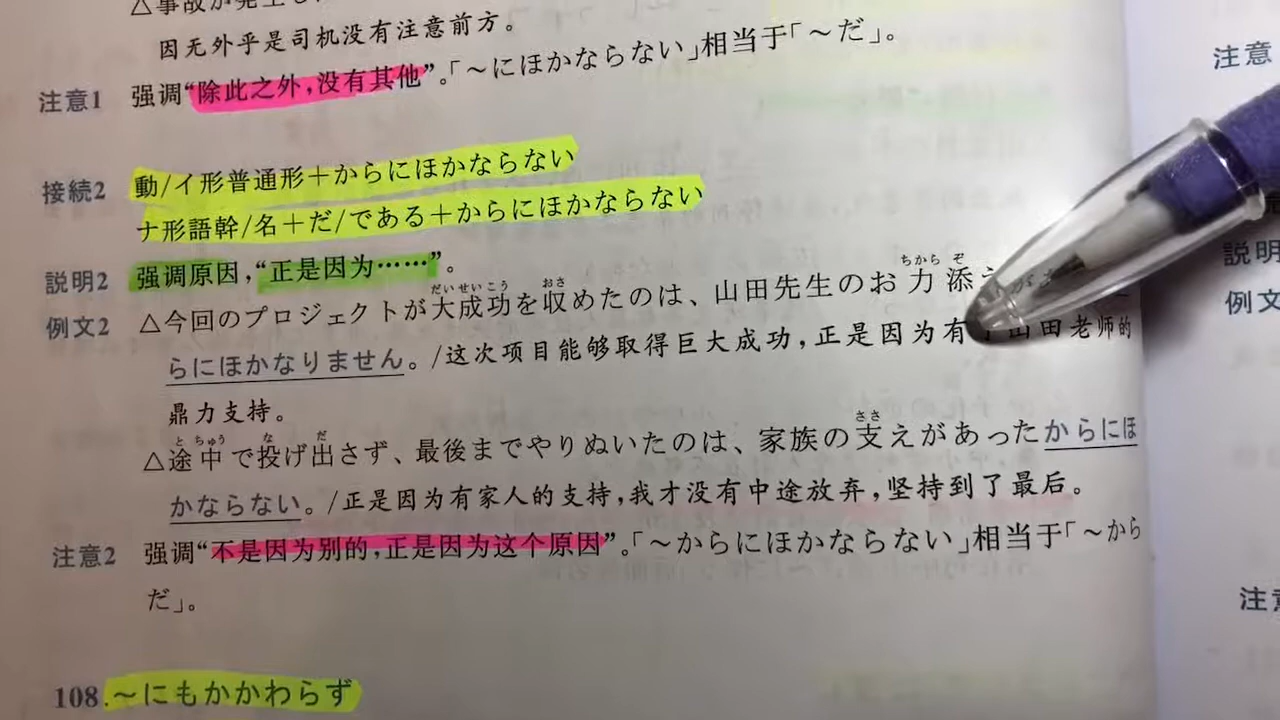 △事故が発生し
因无外乎是司机没有注意前方。
注意1 强调“除此之外，没有其他”。「～にほかならない」相当于「～だ」。
接続2 動/イ形普通形＋からにほかならない
ナ形語幹/名＋だ/である＋からにほかならない
説明2 强调原因，“正是因为……”。
例文2 △今回のプロジェクトが大成功を収めたのは、山田先生のお力添
らにほかなりません。/这次项目能够取得巨大成功，正是因为有 山田老师的
鼎力支持。
△途中で投げ出さず、最後までやりぬいたのは、家族の支えがあったからにほ
かならない。/正是因为有家人的支持，我才没有中途放弃，坚持到了最后。
注意2 强调“不是因为别的，正是因为这个原因”。「～からにほかならない」相当于「～から
だ」。
108.～にもかかわらず
注意
説明
例文
注意